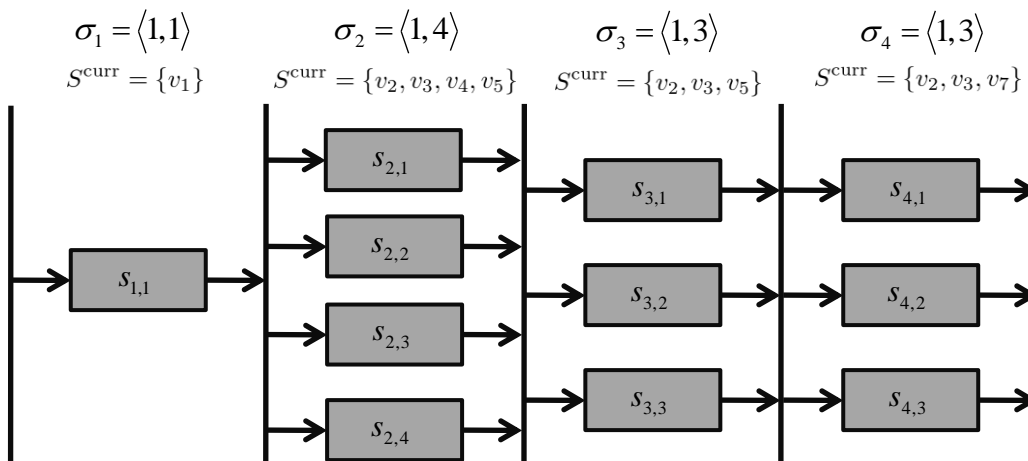 σ₁ = ⟨1,1⟩ σ₂ = ⟨1,4⟩ σ₃ = ⟨1,3⟩ σ₄ = ⟨1,3⟩
S^curr = {v₁} S^curr = {v₂, v₃, v₄, v₅} S^curr = {v₂, v₃, v₅} S^curr = {v₂, v₃, v₇}
s₂,₁
s₃,₁ s₄,₁
s₂,₂
s₁,₁
s₃,₂ s₄,₂
s₂,₃
s₃,₃ s₄,₃
s₂,₄